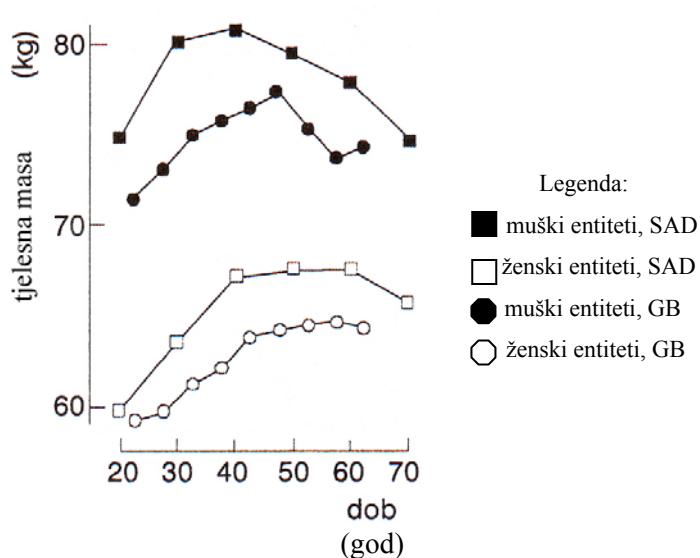 (kg)
tjelesna masa
80
70
60
20 30 40 50 60 70
dob
(god)
Legenda:
muški entiteti, SAD
ženski entiteti, SAD
muški entiteti, GB
ženski entiteti, GB